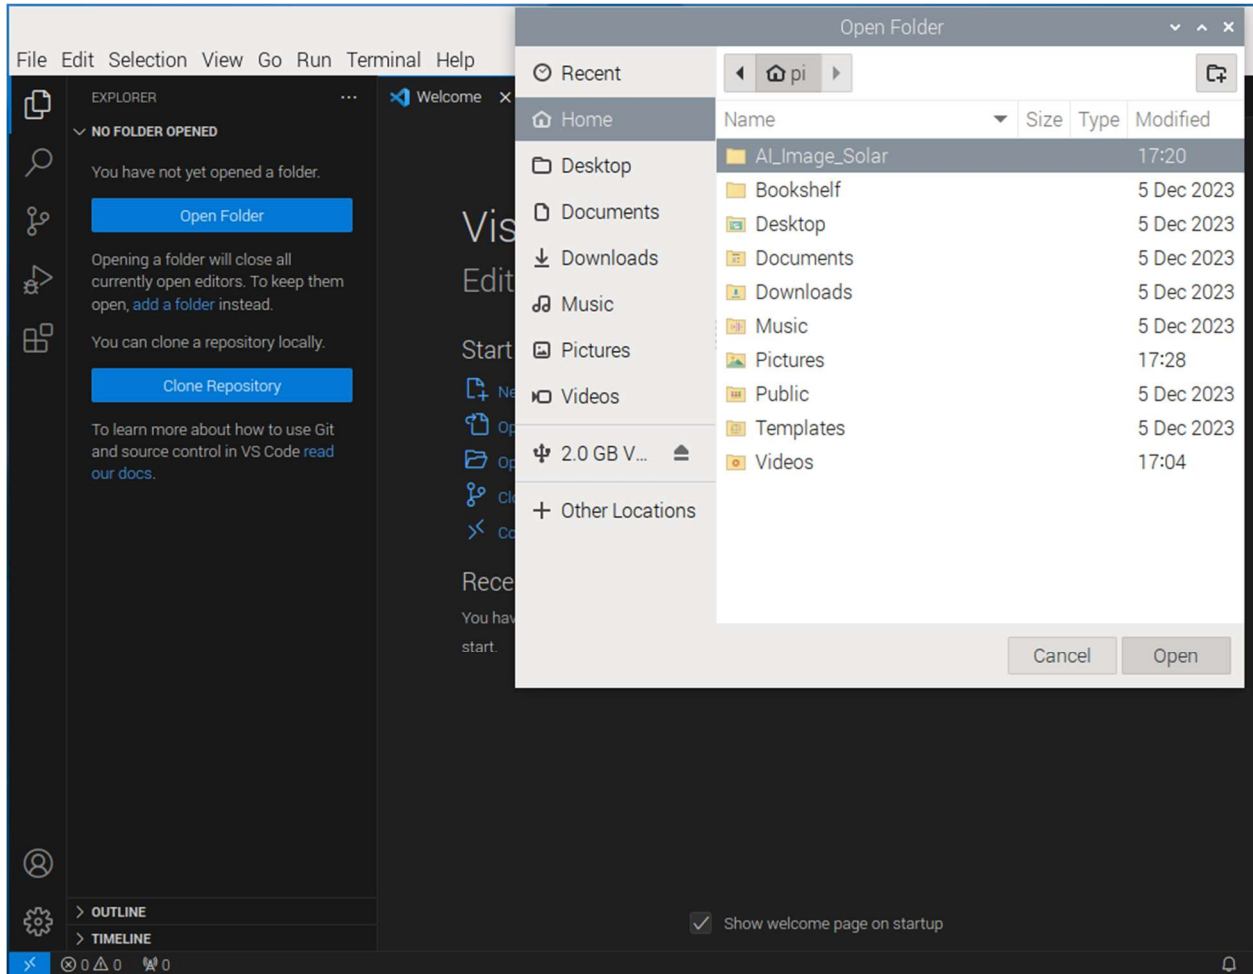 File Edit Selection View Go Run Terminal Help
EXPLORER
NO FOLDER OPENED
You have not yet opened a folder.
Open Folder
Opening a folder will close all
currently open editors. To keep them
open, add a folder instead.
You can clone a repository locally.
Clone Repository
To learn more about how to use Git
and source control in VS Code read
our docs.
OUTLINE
TIMELINE
0 0 0
Welcome
Vis
Edit
Start
Ne
Op
Op
Clo
Co
Rece
You hav
start.
Show welcome page on startup
Open Folder
Recent
Home
Desktop
Documents
Downloads
Music
Pictures
Videos
2.0 GB V...
Other Locations
pi
Name Size Type Modified
AI_Image_Solar 17:20
Bookshelf 5 Dec 2023
Desktop 5 Dec 2023
Documents 5 Dec 2023
Downloads 5 Dec 2023
Music 5 Dec 2023
Pictures 17:28
Public 5 Dec 2023
Templates 5 Dec 2023
Videos 17:04
Cancel Open